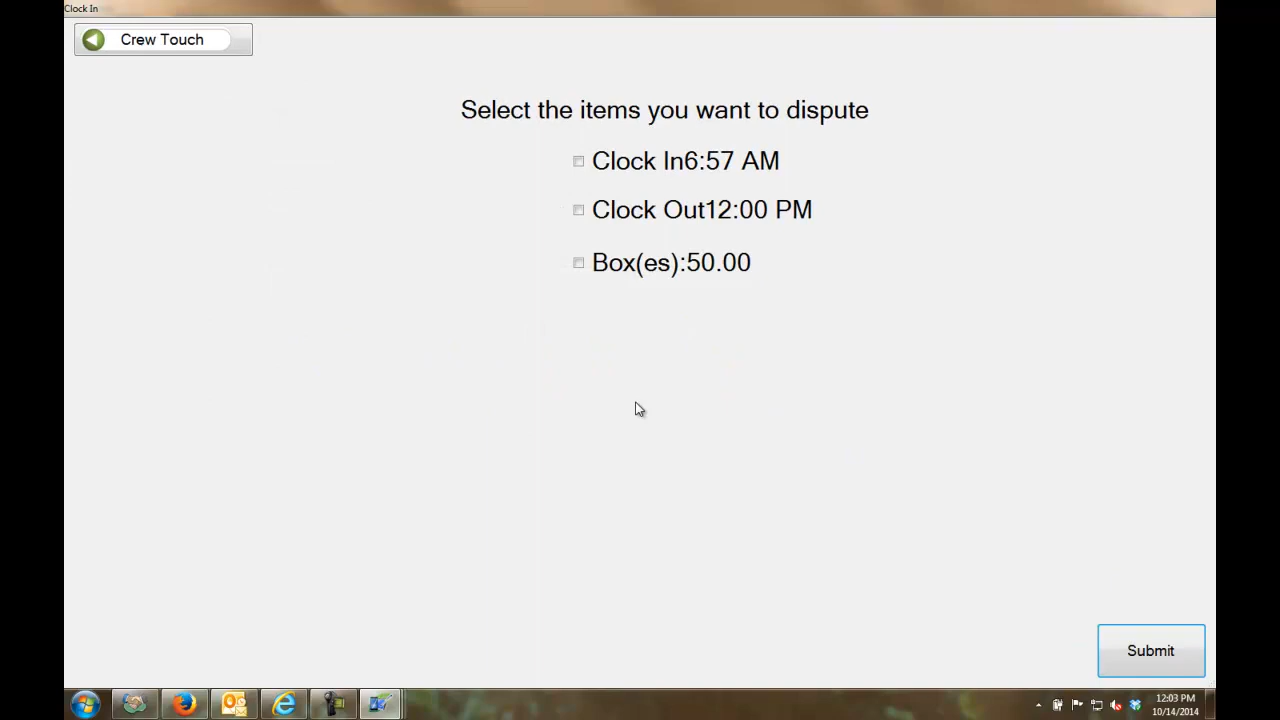 Clock In
Crew Touch
Select the items you want to dispute
Clock In6:57 AM
Clock Out12:00 PM
Box(es):50.00
Submit
12:03 PM
10/14/2014